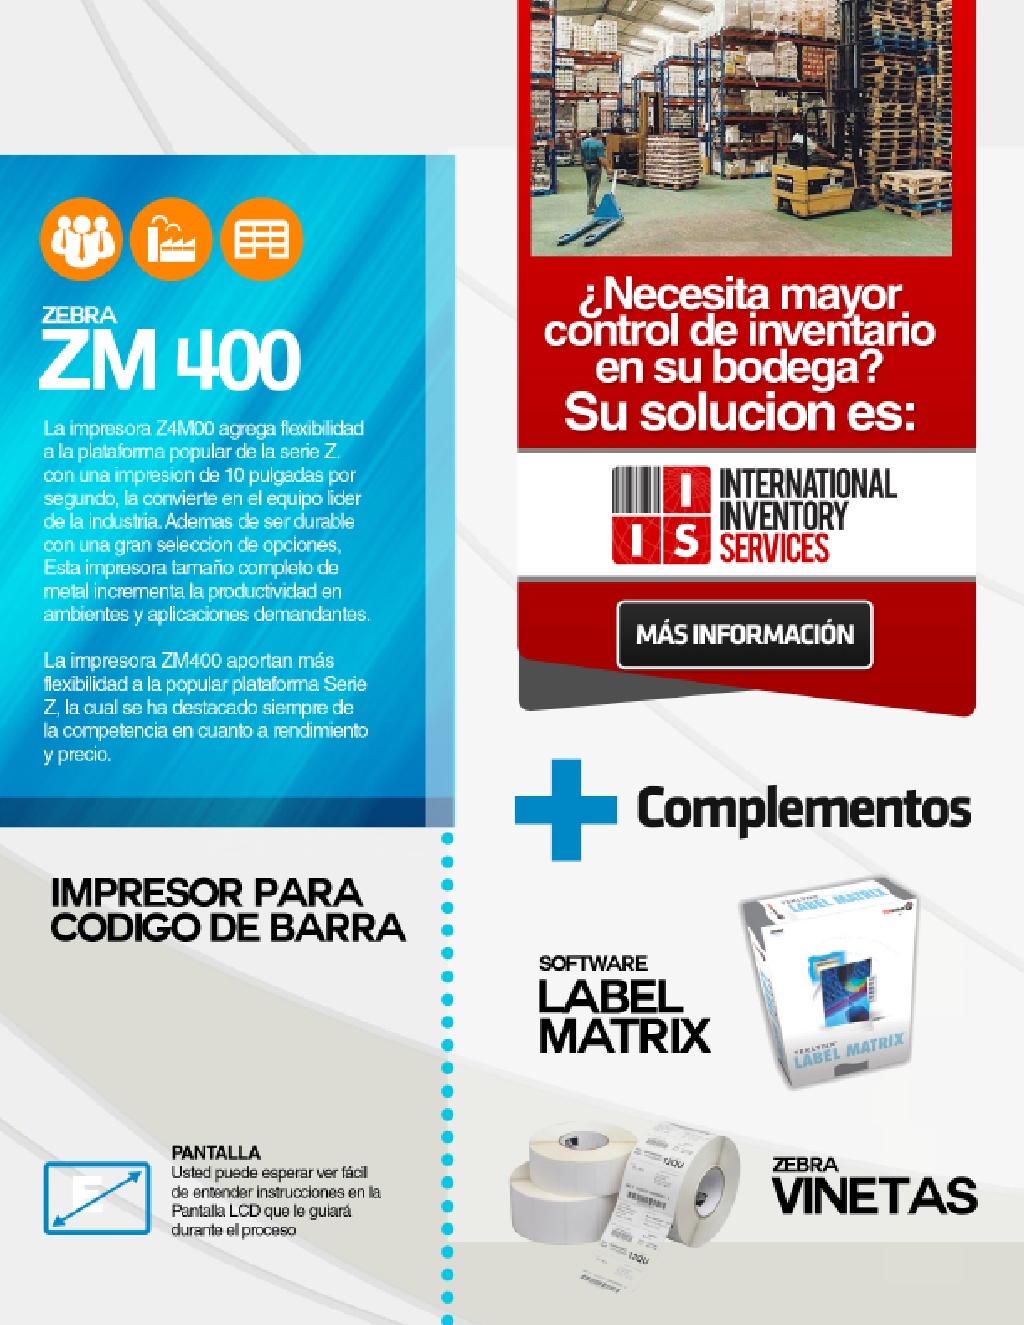 ZEBRA
ZM 400
La impresora Z4M00 agrega flexibilidad
a la plataforma popular de la serie Z.
con una impresion de 10 pulgadas por
segundo, la convierte en el equipo lider
de la industria. Ademas de ser durable
con una gran seleccion de opciones,
Esta impresora tamaño completo de
metal incrementa la productividad en
ambientes y aplicaciones demandantes.
La impresora ZM400 aportan más
flexibilidad a la popular plataforma Serie
Z, la cual se ha destacado siempre de
la competencia en cuanto a rendimiento
y precio.
IMPRESOR PARA
CODIGO DE BARRA
PANTALLA
Usted puede esperar ver fácil
de entender instrucciones en la
Pantalla LCD que le guiará
durante el proceso
¿Necesita mayor
control de inventario
en su bodega?
Su solucion es:
I
I S
INTERNATIONAL
INVENTORY
SERVICES
MÁS INFORMACIÓN
Complementos
SOFTWARE
LABEL
MATRIX
LABEL MATRIX
LABEL MATRIX
ZEBRA
VINETAS